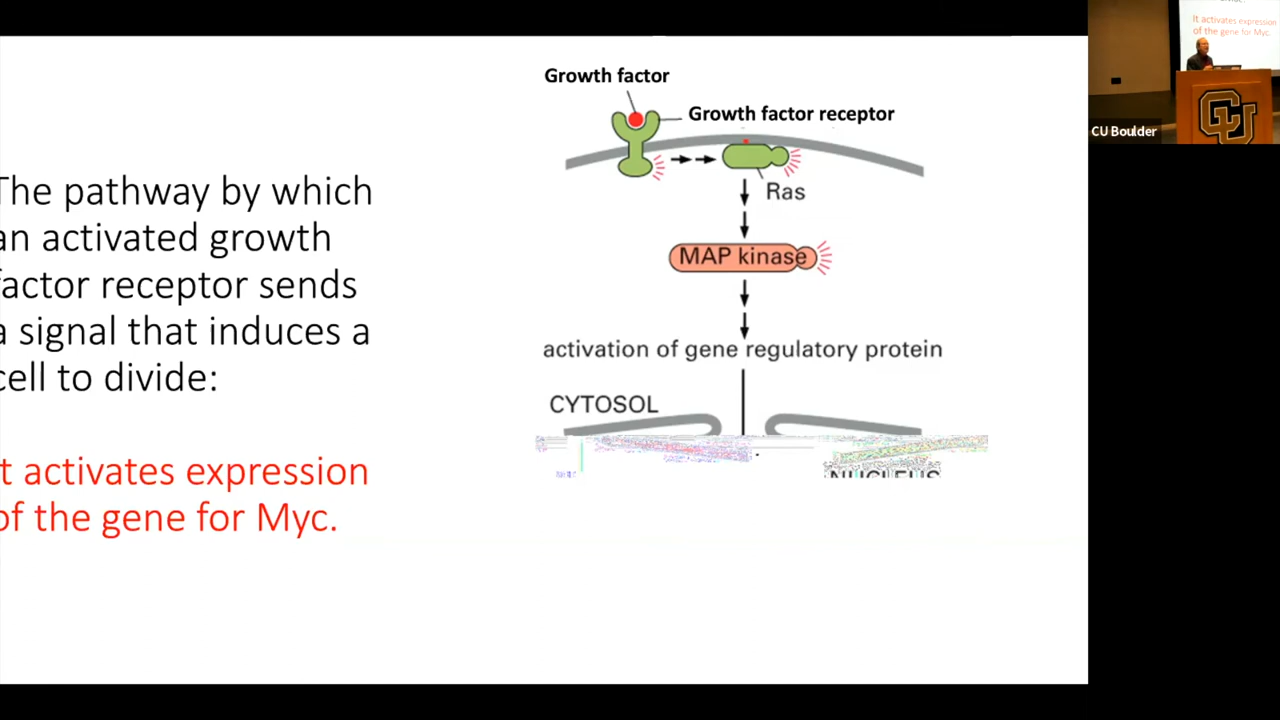 The pathway by which
an activated growth
factor receptor sends
a signal that induces a
cell to divide:
It activates expression
of the gene for Myc.
Growth factor
Growth factor receptor
Ras
MAP kinase
activation of gene regulatory protein
CYTOSOL
NUCLEUS
It activates expression
of the gene for Myc.
CU
CU Boulder